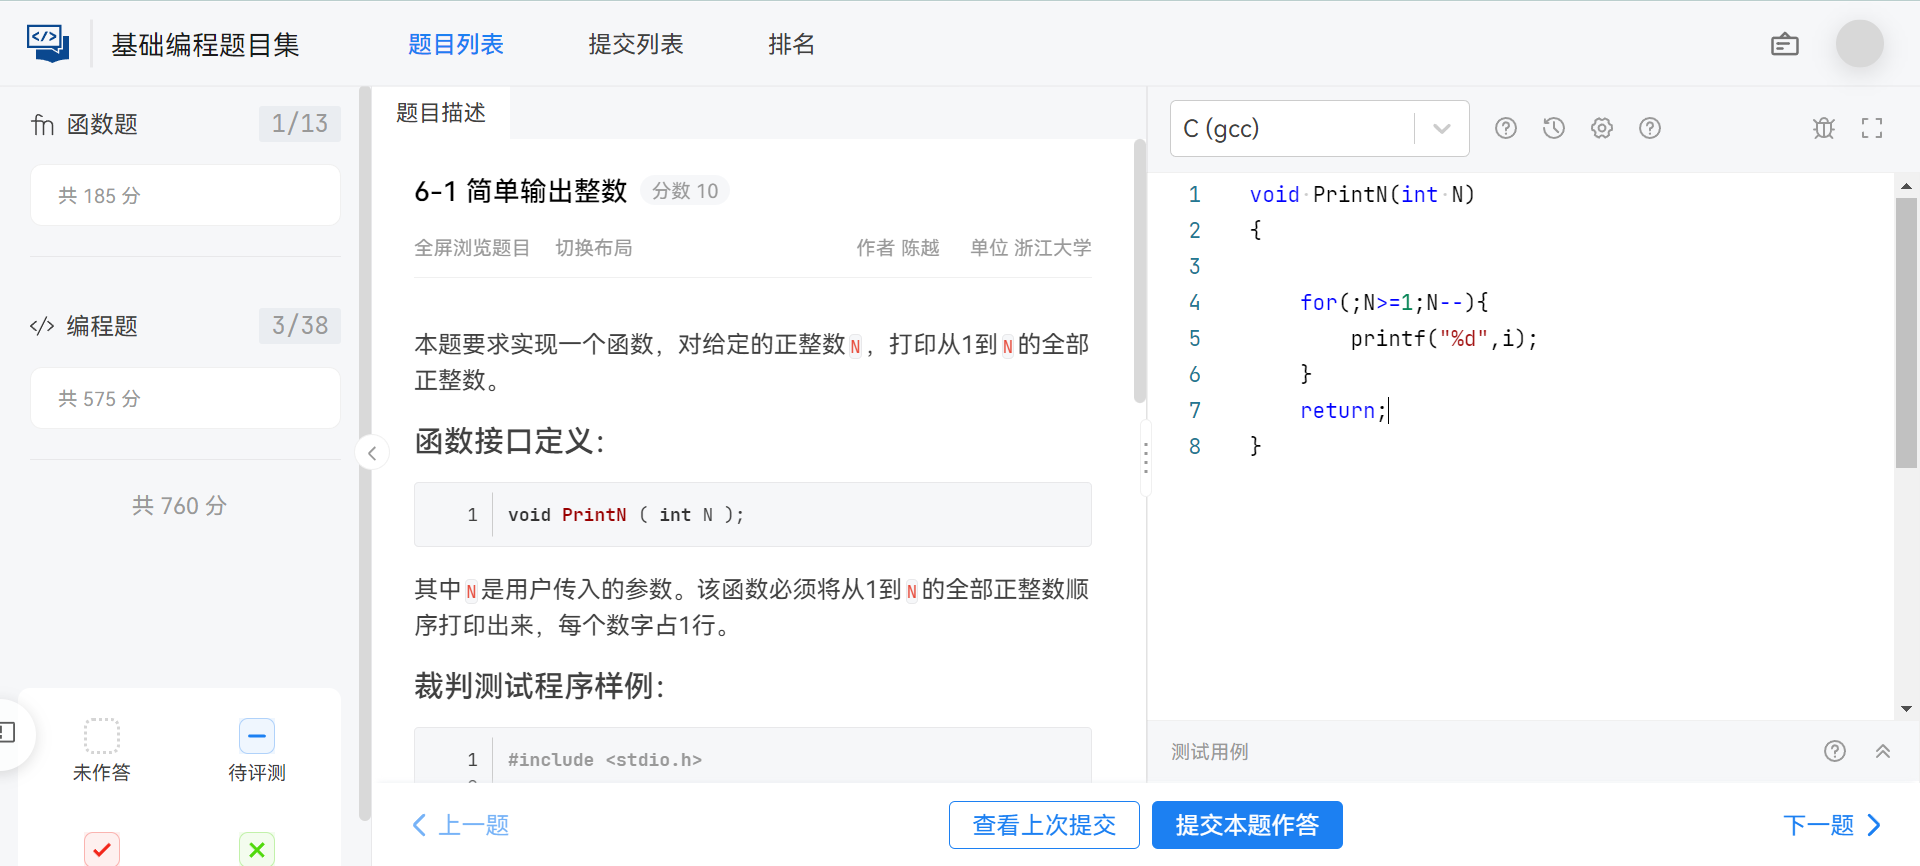 基础编程题目集
题目列表
提交列表
排名
函数题
1/13
共 185 分
编程题
3/38
共 575 分
共 760 分
未作答
待评测
题目描述
6-1 简单输出整数
分数 10
全屏浏览题目
切换布局
作者 陈越
单位 浙江大学
本题要求实现一个函数，对给定的正整数N，打印从1到N的全部
正整数。
函数接口定义：
1 void PrintN ( int N );
其中N是用户传入的参数。该函数必须将从1到N的全部正整数顺
序打印出来，每个数字占1行。
裁判测试程序样例：
1 #include <stdio.h>
上一题
查看上次提交
提交本题作答
下一题
C (gcc)
1 void·PrintN(int·N)
2 {
3
4     for(;N>=1;N--){
5         printf("%d",i);
6     }
7     return;
8 }
测试用例